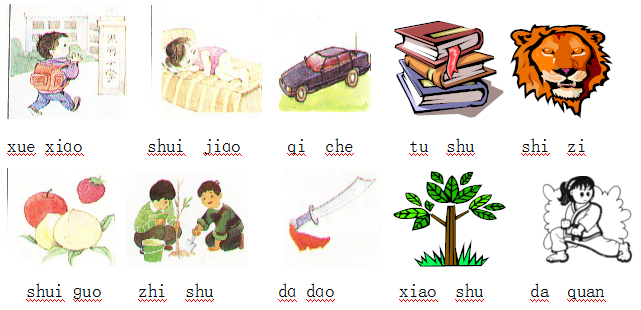 xue xiao shui jiao qi che tu shu shi zi
shui guo zhi shu da dao xiao shu da quan